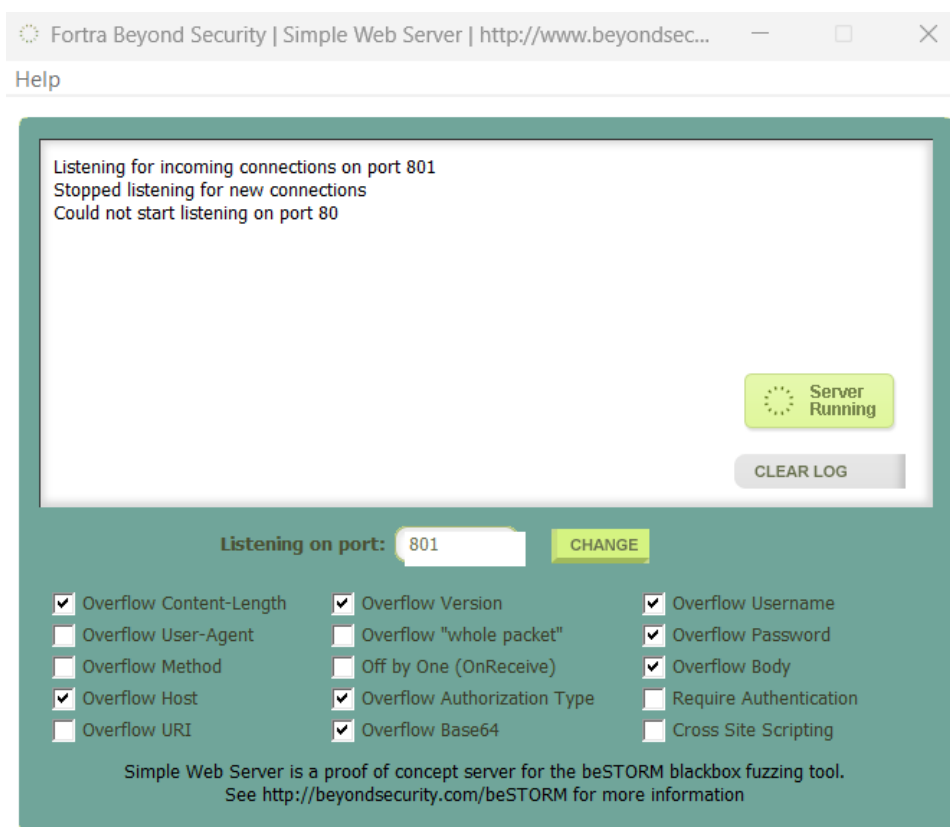 Fortra Beyond Security | Simple Web Server | http://www.beyondsec...
Help
Listening for incoming connections on port 801
Stopped listening for new connections
Could not start listening on port 80
Server
Running
CLEAR LOG
Listening on port: 801 CHANGE
Overflow Content-Length Overflow Version Overflow Username
Overflow User-Agent Overflow "whole packet" Overflow Password
Overflow Method Off by One (OnReceive) Overflow Body
Overflow Host Overflow Authorization Type Require Authentication
Overflow URI Overflow Base64 Cross Site Scripting
Simple Web Server is a proof of concept server for the beSTORM blackbox fuzzing tool.
See http://beyondsecurity.com/beSTORM for more information